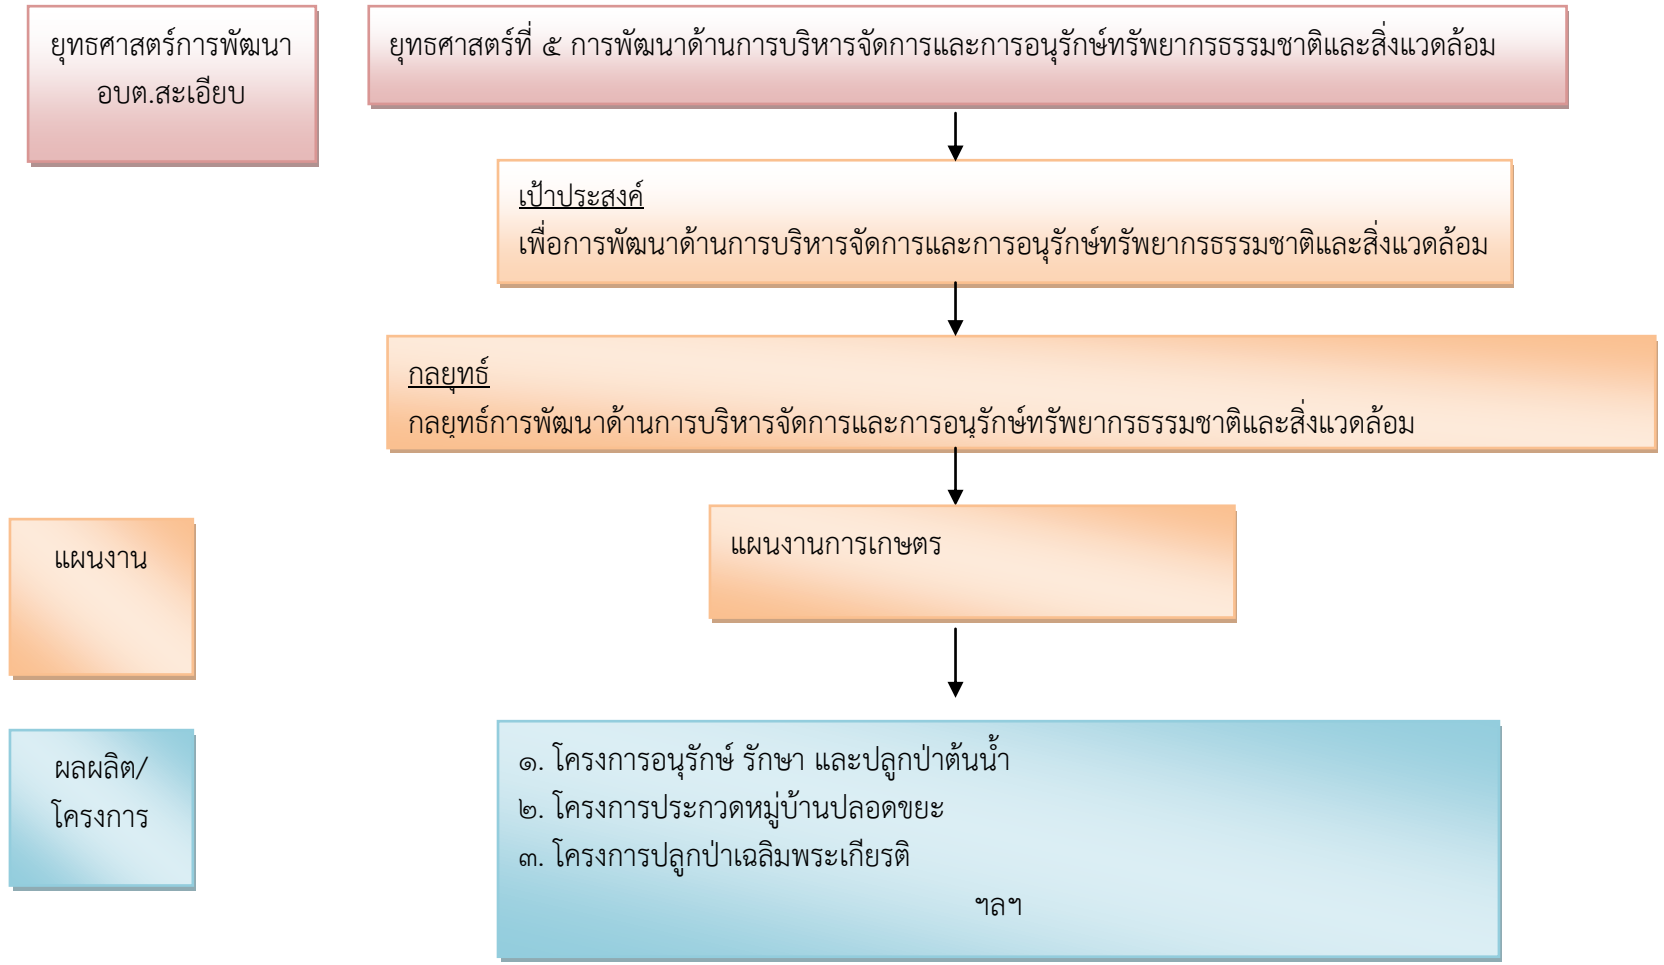 ยุทธศาสตร์การพัฒนา
อบต.สะเอียบ
ยุทธศาสตร์ที่ ๕ การพัฒนาด้านการบริหารจัดการและการอนุรักษ์ทรัพยากรธรรมชาติและสิ่งแวดล้อม
เป้าประสงค์
เพื่อการพัฒนาด้านการบริหารจัดการและการอนุรักษ์ทรัพยากรธรรมชาติและสิ่งแวดล้อม
กลยุทธ์
กลยุทธ์การพัฒนาด้านการบริหารจัดการและการอนุรักษ์ทรัพยากรธรรมชาติและสิ่งแวดล้อม
แผนงาน
แผนงานการเกษตร
ผลผลิต/
โครงการ
๑. โครงการอนุรักษ์ รักษา และปลูกป่าต้นน้ำ
๒. โครงการประกวดหมู่บ้านปลอดขยะ
๓. โครงการปลูกป่าเฉลิมพระเกียรติ
ฯลฯ